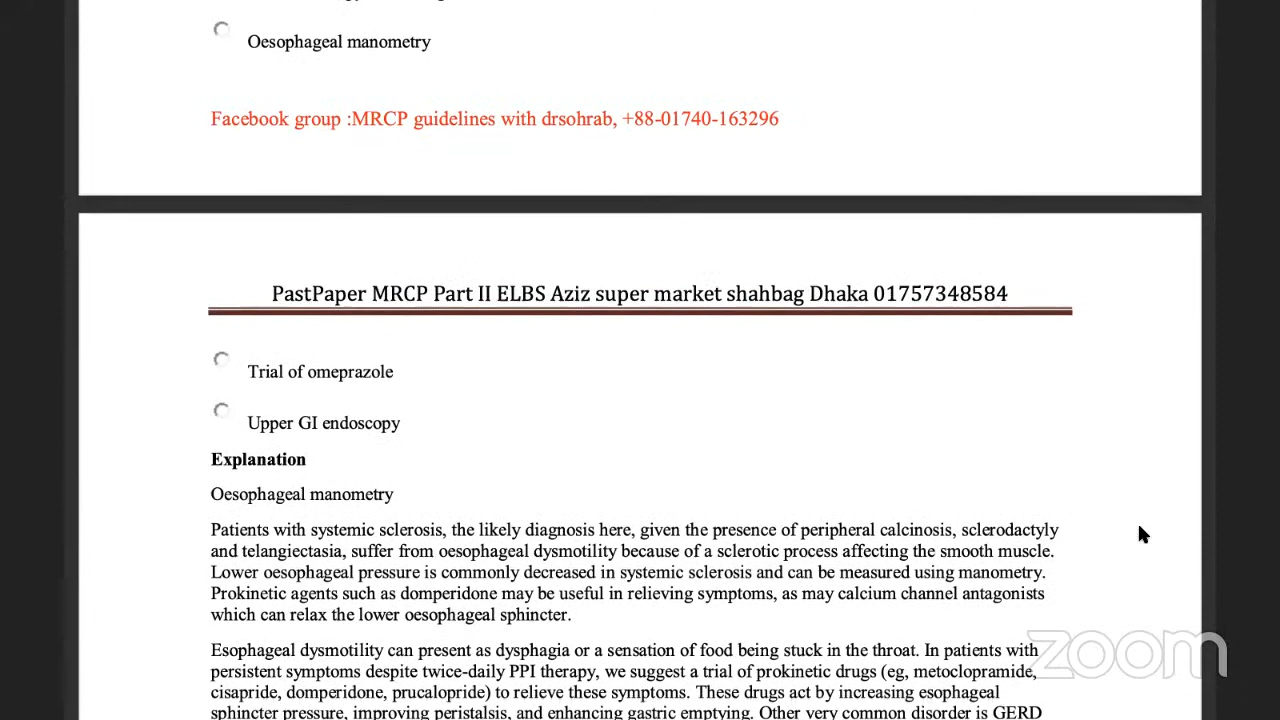 Oesophageal manometry
Facebook group :MRCP guidelines with drsohrab, +88-01740-163296
PastPaper MRCP Part II ELBS Aziz super market shahbag Dhaka 01757348584
Trial of omeprazole
Upper GI endoscopy
Explanation
Oesophageal manometry
Patients with systemic sclerosis, the likely diagnosis here, given the presence of peripheral calcinosis, sclerodactyly
and telangiectasia, suffer from oesophageal dysmotility because of a sclerotic process affecting the smooth muscle.
Lower oesophageal pressure is commonly decreased in systemic sclerosis and can be measured using manometry.
Prokinetic agents such as domperidone may be useful in relieving symptoms, as may calcium channel antagonists
which can relax the lower oesophageal sphincter.
Esophageal dysmotility can present as dysphagia or a sensation of food being stuck in the throat. In patients with
persistent symptoms despite twice-daily PPI therapy, we suggest a trial of prokinetic drugs (eg, metoclopramide,
cisapride, domperidone, prucalopride) to relieve these symptoms. These drugs act by increasing esophageal
sphincter pressure, improving peristalsis, and enhancing gastric emptying. Other very common disorder is GERD
zoom